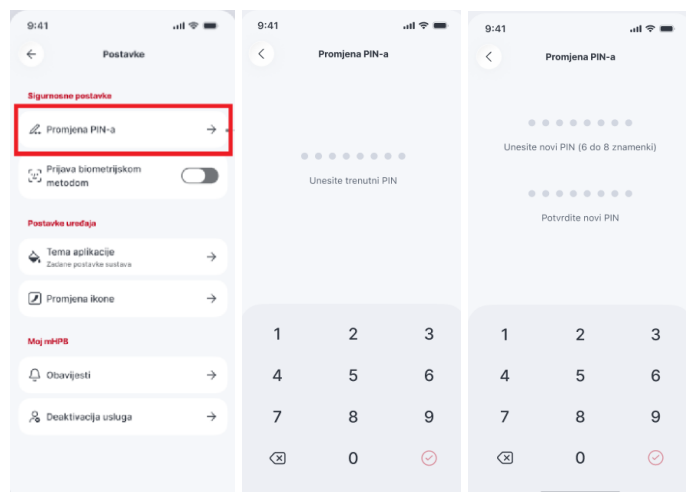 9:41
Postavke
Sigurnosne postavke
Promjena PIN-a
Prijava biometrijskom
metodom
Postavke uređaja
Tema aplikacije
Zadane postavke sustava
Promjena ikone
Moj mHPB
Obavijesti
Deaktivacija usluga
9:41
Promjena PIN-a
Unesite trenutni PIN
1 2 3
4 5 6
7 8 9
0
9:41
Promjena PIN-a
Unesite novi PIN (6 do 8 znamenki)
Potvrdite novi PIN
1 2 3
4 5 6
7 8 9
0